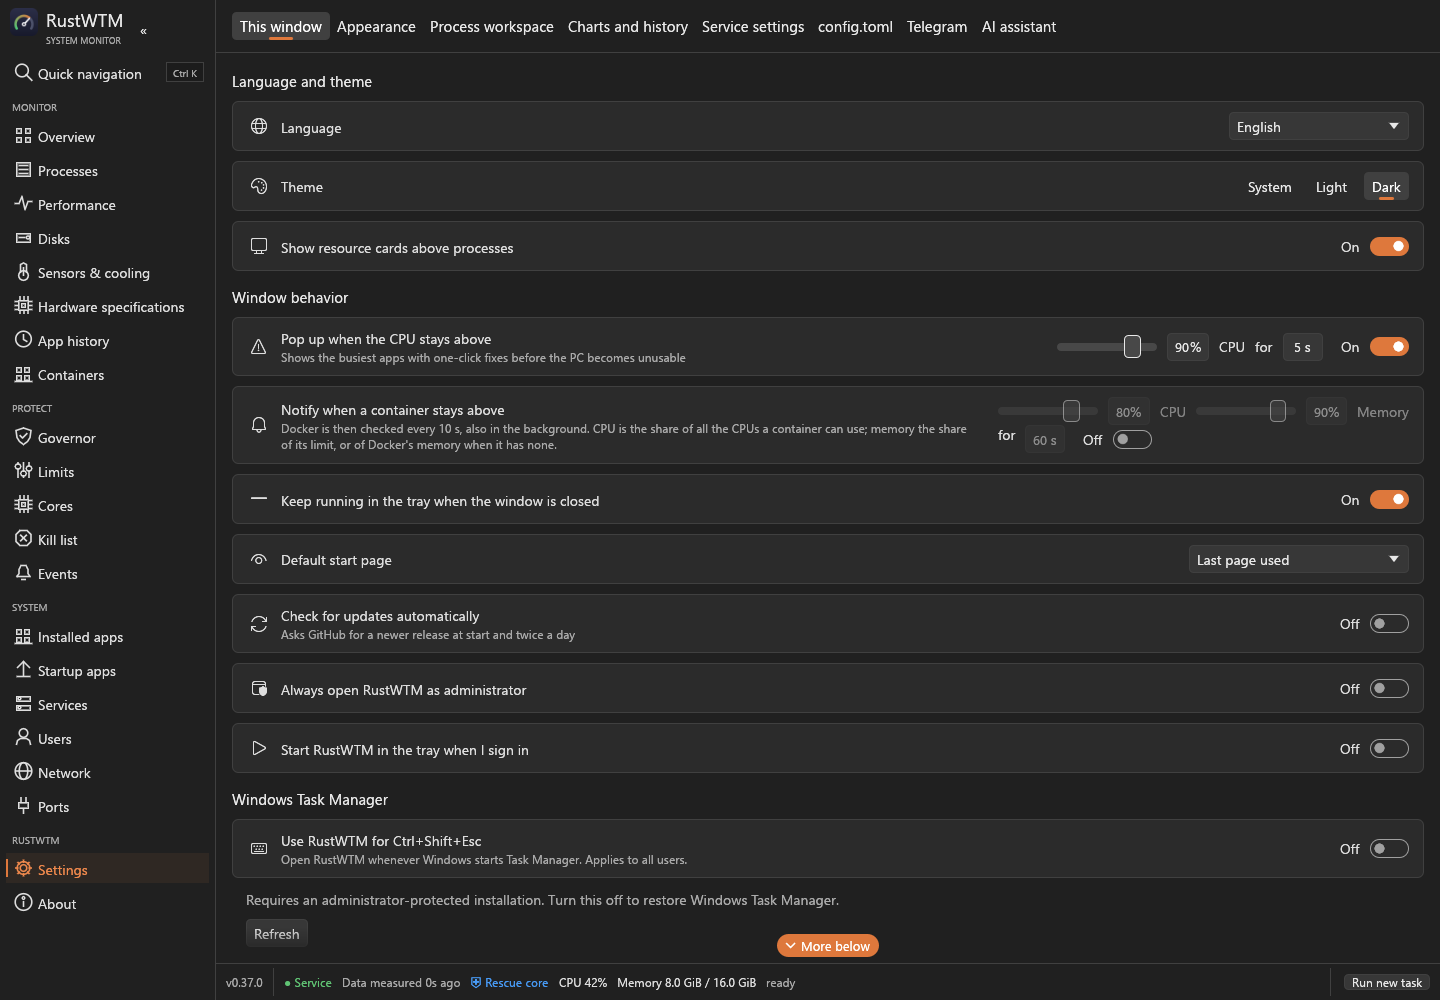 RustWTM
SYSTEM MONITOR
«
Quick navigation
Ctrl K
MONITOR
Overview
Processes
Performance
Disks
Sensors & cooling
Hardware specifications
App history
Containers
PROTECT
Governor
Limits
Cores
Kill list
Events
SYSTEM
Installed apps
Startup apps
Services
Users
Network
Ports
RUSTWTM
Settings
About
This window
Appearance
Process workspace
Charts and history
Service settings
config.toml
Telegram
AI assistant
Language and theme
Language
English
Theme
System
Light
Dark
Show resource cards above processes
On
Window behavior
Pop up when the CPU stays above
Shows the busiest apps with one-click fixes before the PC becomes unusable
90%
CPU
for
5 s
On
Notify when a container stays above
Docker is then checked every 10 s, also in the background. CPU is the share of all the CPUs a container can use; memory the share
of its limit, or of Docker's memory when it has none.
80%
CPU
90%
Memory
for
60 s
Off
Keep running in the tray when the window is closed
On
Default start page
Last page used
Check for updates automatically
Asks GitHub for a newer release at start and twice a day
Off
Always open RustWTM as administrator
Off
Start RustWTM in the tray when I sign in
Off
Windows Task Manager
Use RustWTM for Ctrl+Shift+Esc
Open RustWTM whenever Windows starts Task Manager. Applies to all users.
Off
Requires an administrator-protected installation. Turn this off to restore Windows Task Manager.
Refresh
More below
v0.37.0
Service
Data measured 0s ago
Rescue core
CPU 42%
Memory 8.0 GiB / 16.0 GiB
ready
Run new task